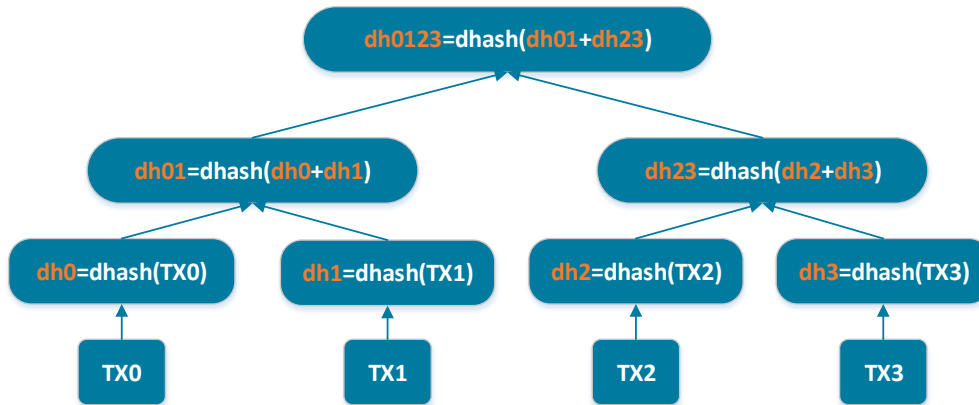 dh0123=dhash(dh01+dh23)
dh01=dhash(dh0+dh1)
dh23=dhash(dh2+dh3)
dh0=dhash(TX0)
dh1=dhash(TX1)
dh2=dhash(TX2)
dh3=dhash(TX3)
TX0
TX1
TX2
TX3